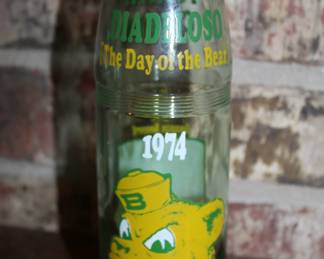 DIADELOSO
"The Day of the Bear
1974
B